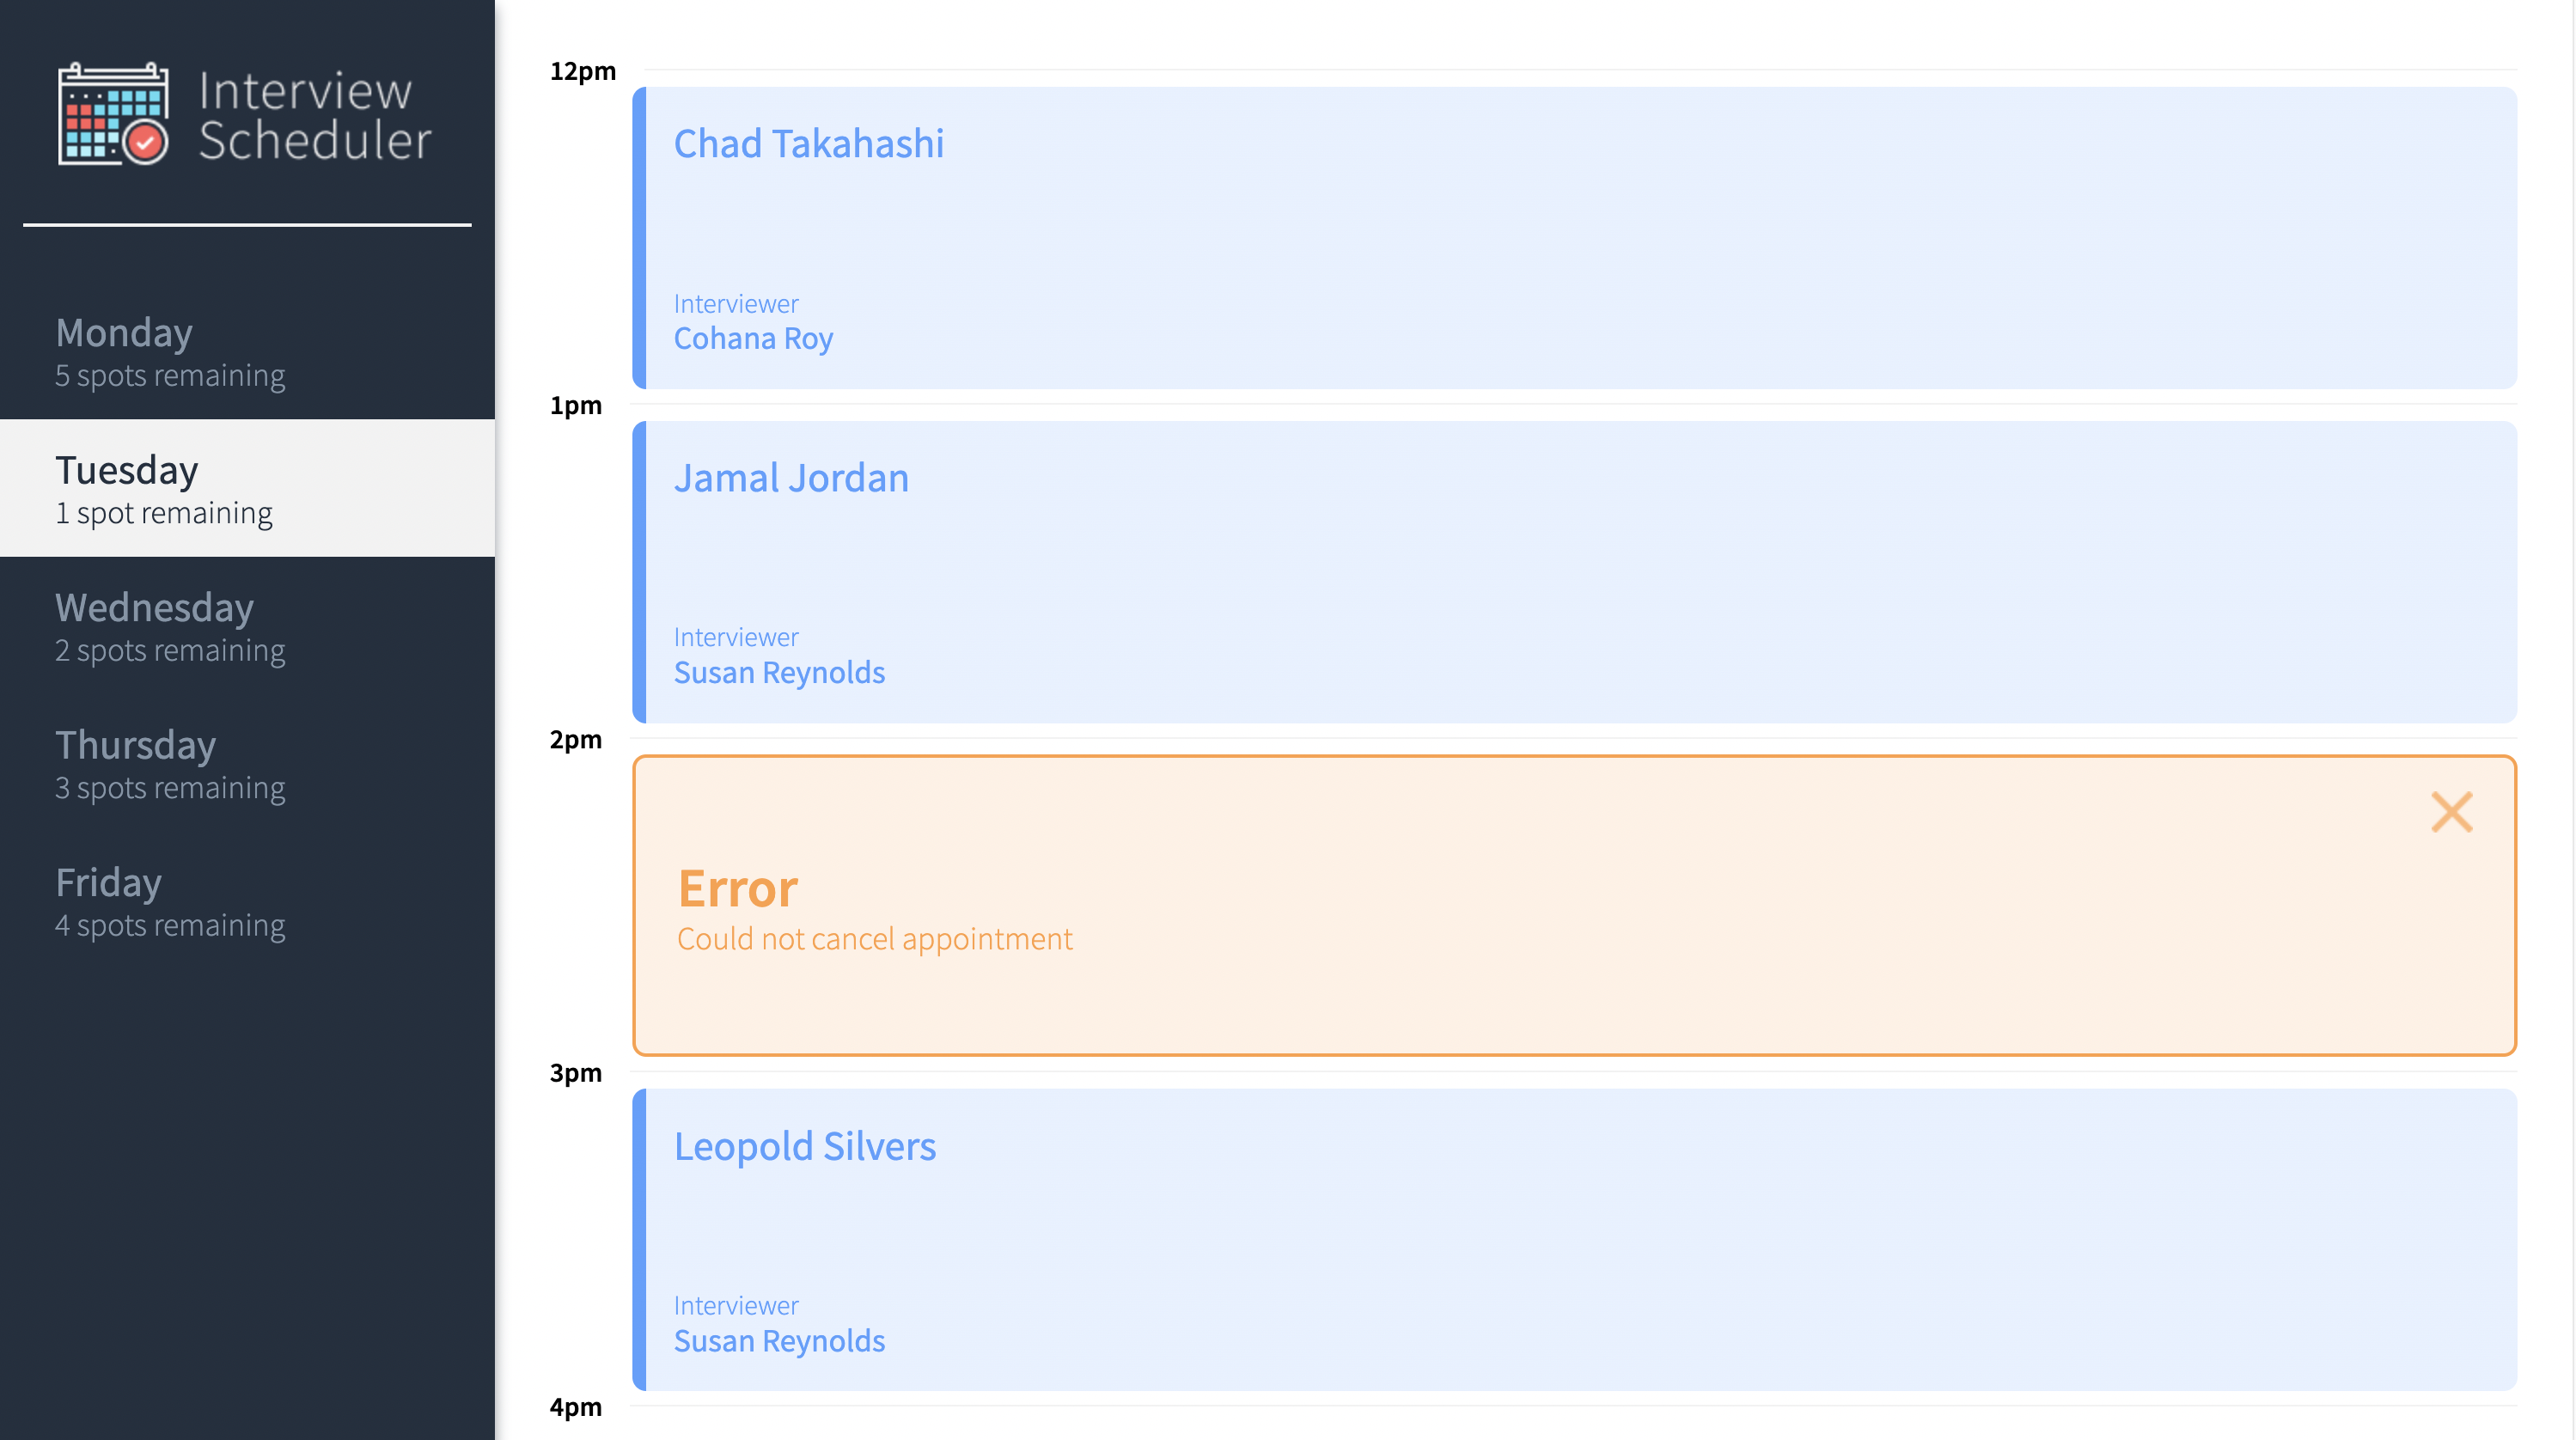 Interview
Scheduler
Monday
5 spots remaining
Tuesday
1 spot remaining
Wednesday
2 spots remaining
Thursday
3 spots remaining
Friday
4 spots remaining
12pm
Chad Takahashi
Interviewer
Cohana Roy
1pm
Jamal Jordan
Interviewer
Susan Reynolds
2pm
Error
Could not cancel appointment
3pm
Leopold Silvers
Interviewer
Susan Reynolds
4pm